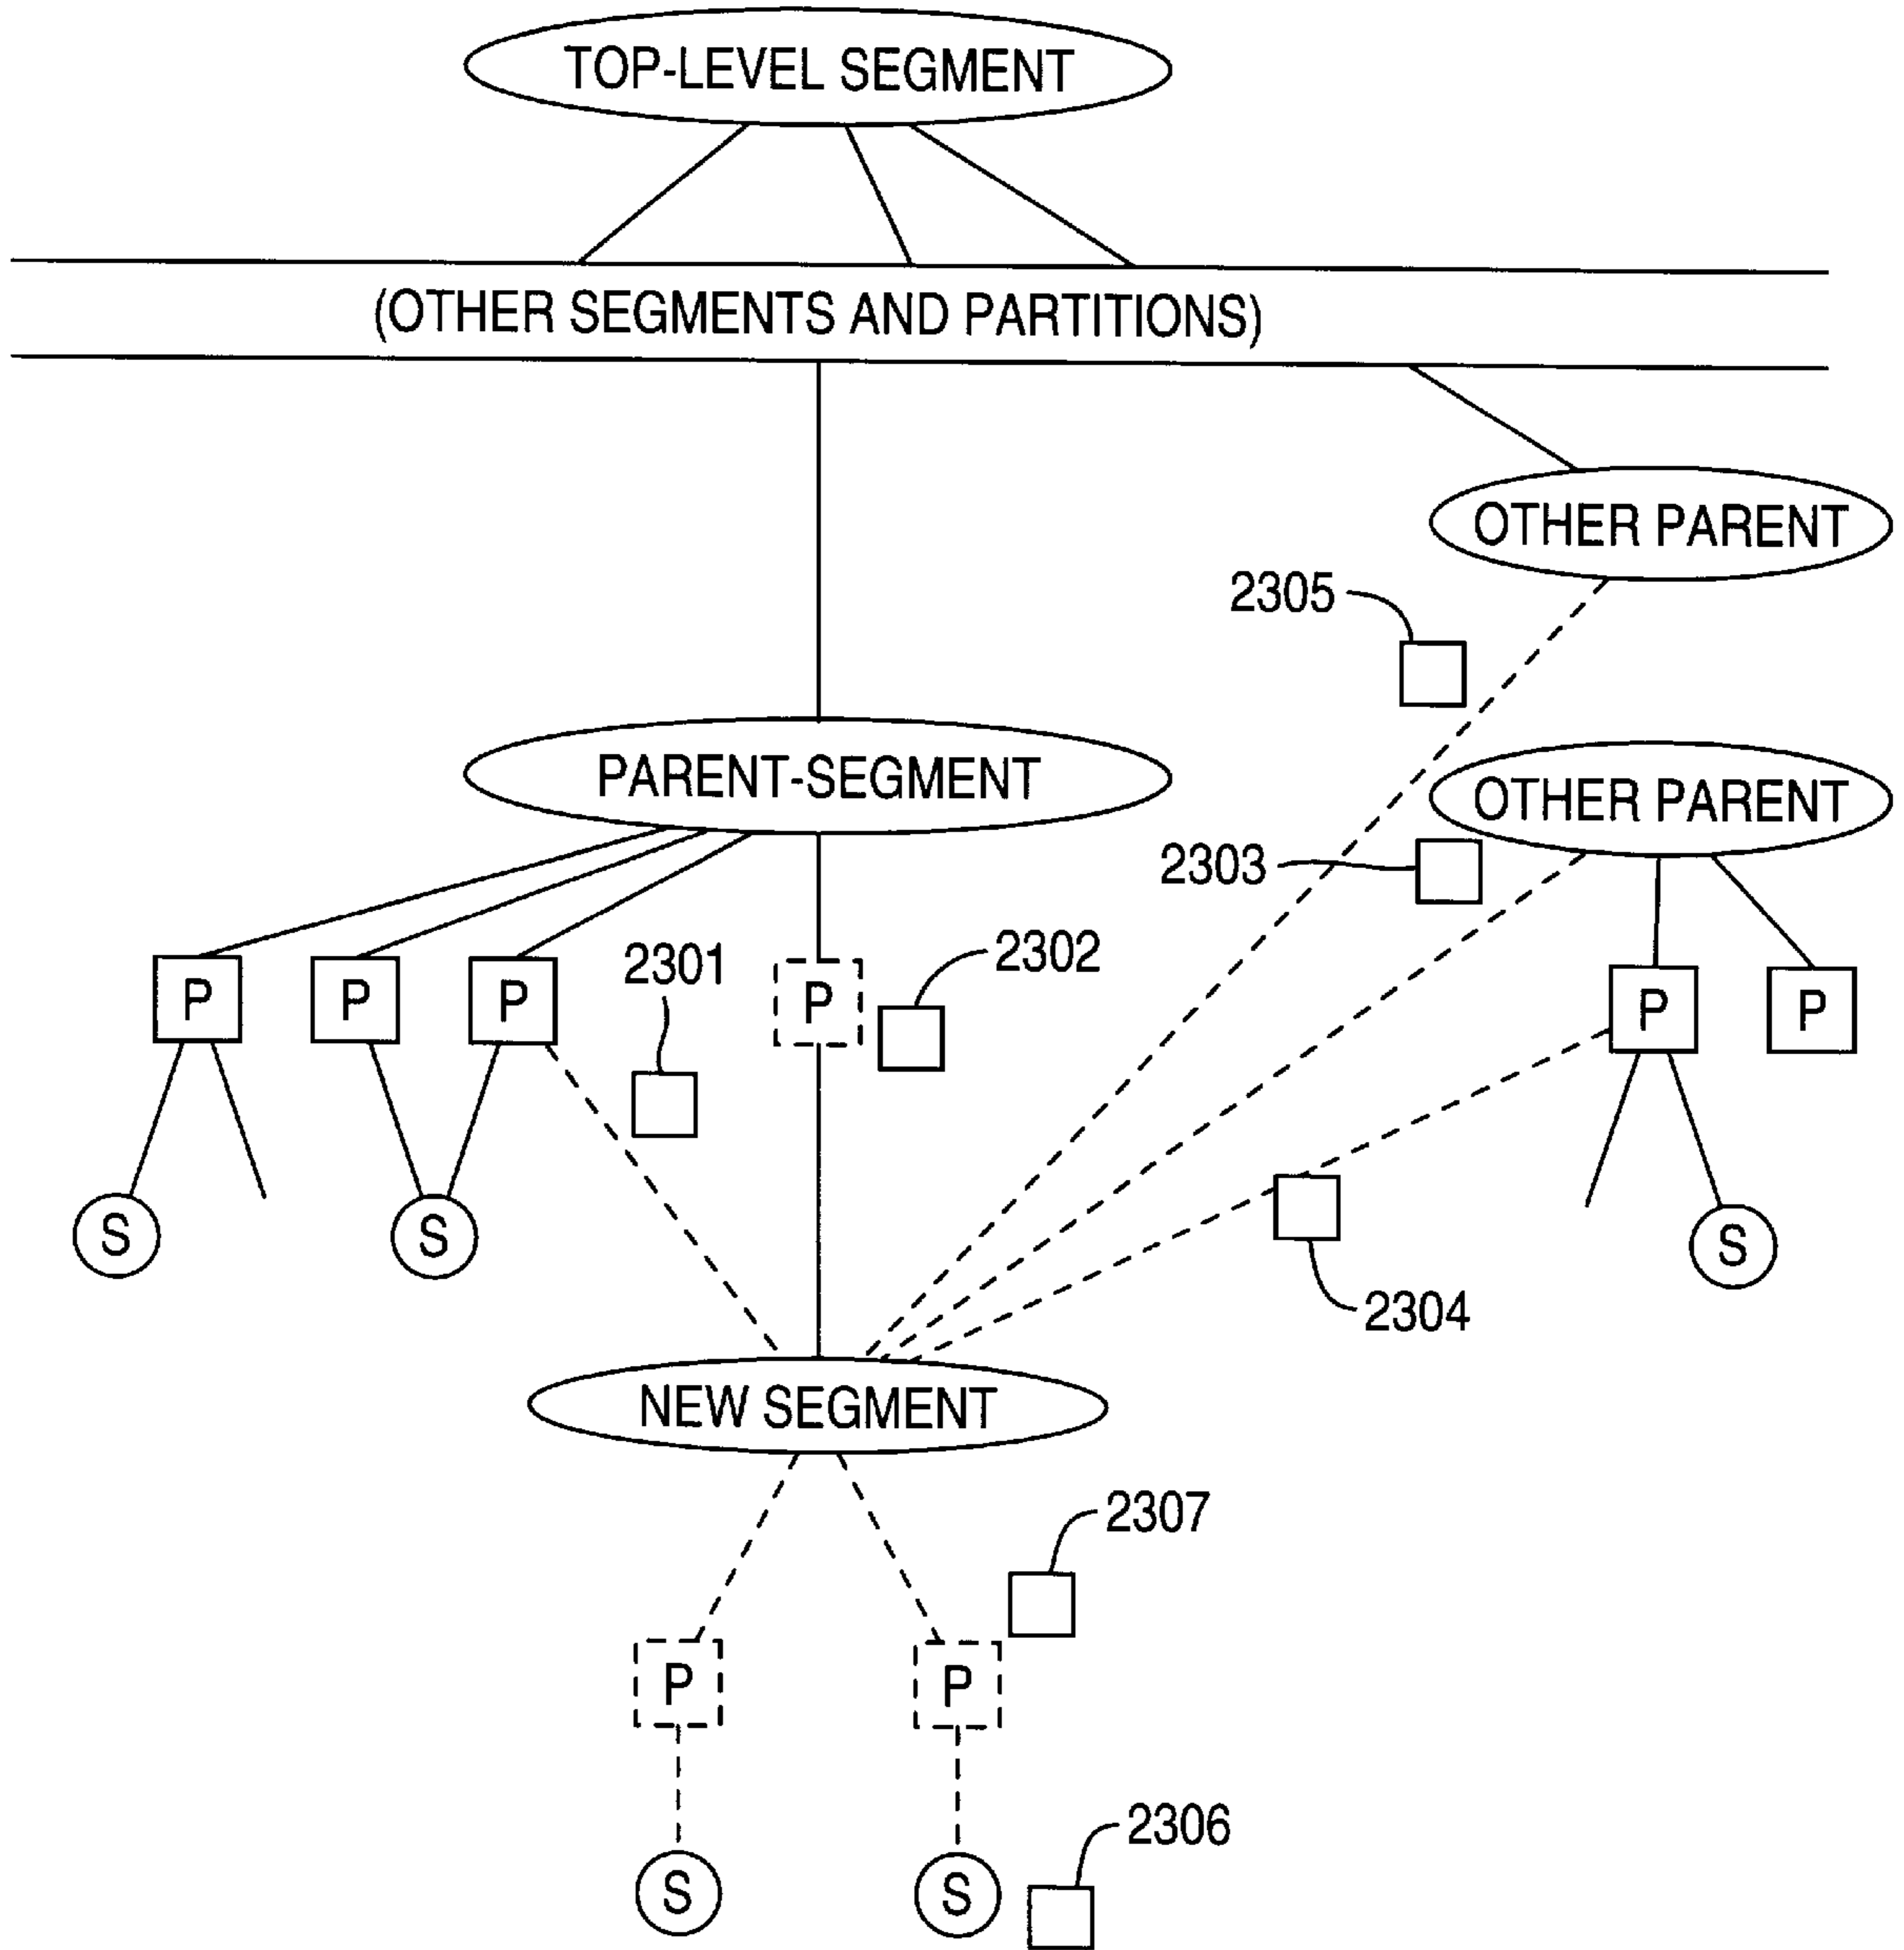 TOP-LEVEL SEGMENT
(OTHER SEGMENTS AND PARTITIONS)
OTHER PARENT
2305
PARENT-SEGMENT
OTHER PARENT
2303
2301
2302
P
P
P
P
P
P
S
S
S
2304
NEW SEGMENT
2307
P
P
2306
S
S